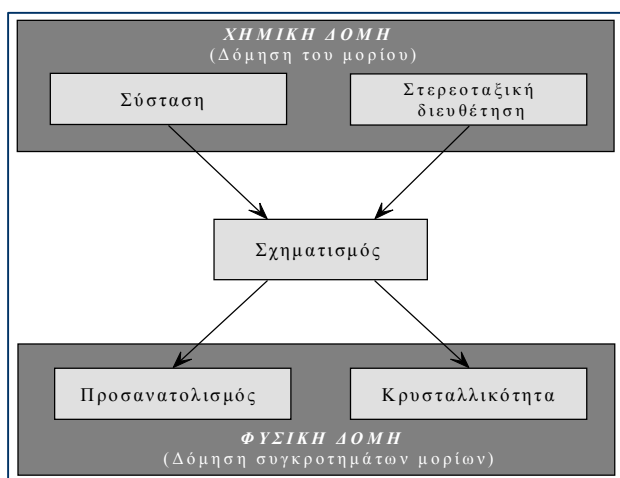 ΧΗΜΙΚΗ ΔΟΜΗ
(Δόμηση του μορίου)
Σύσταση
Στερεοταξική
διευθέτηση
Σχηματισμός
Προσανατολισμός
Κρυσταλλικότητα
ΦΥΣΙΚΗ ΔΟΜΗ
(Δόμηση συγκροτημάτων μορίων)